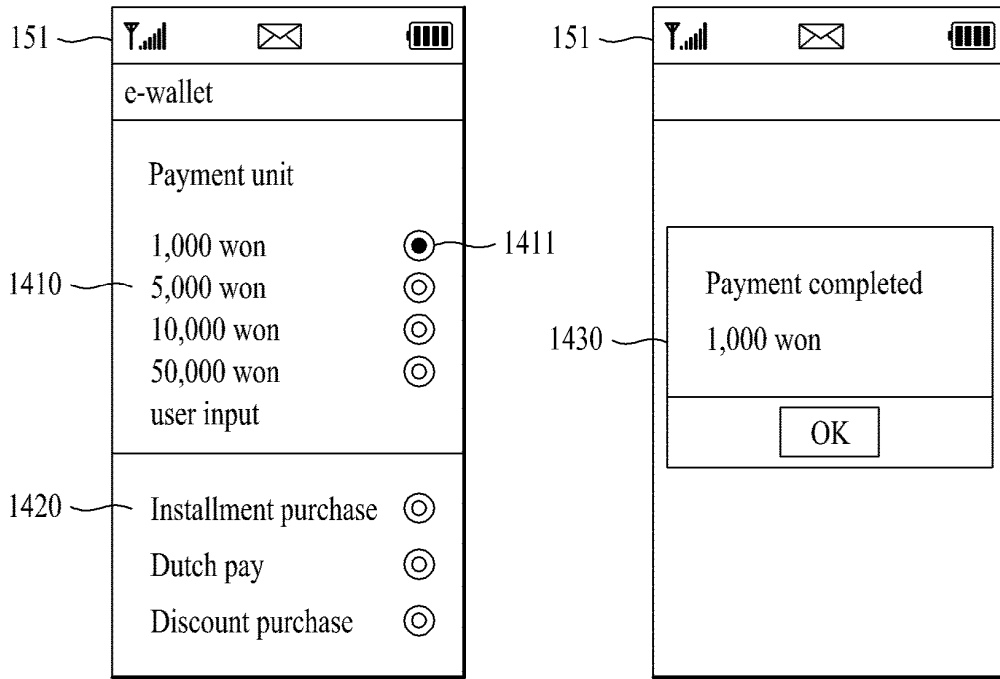 151
e-wallet
Payment unit
1,000 won
1411
1410
5,000 won
10,000 won
50,000 won
user input
1420
Installment purchase
Dutch pay
Discount purchase
151
Payment completed
1430
1,000 won
OK